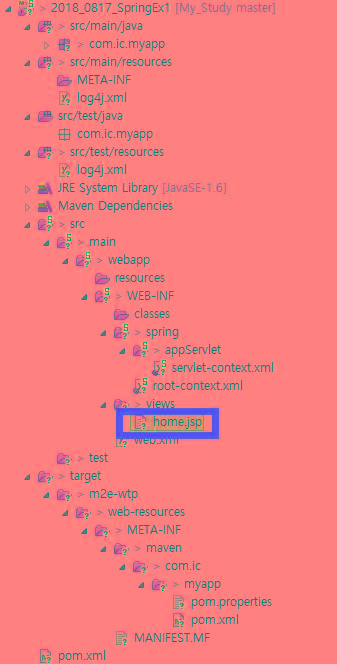 > 2018_0817_SpringEx1 [My_Study master]
> src/main/java
> com.ic.myapp
> src/main/resources
META-INF
log4j.xml
src/test/java
com.ic.myapp
> src/test/resources
log4j.xml
JRE System Library [JavaSE-1.6]
Maven Dependencies
> src
> main
> webapp
resources
> WEB-INF
classes
> spring
> appServlet
servlet-context.xml
root-context.xml
> views
home.jsp
web.xml
> test
> target
> m2e-wtp
> web-resources
> META-INF
> maven
> com.ic
> myapp
pom.properties
pom.xml
MANIFEST.MF
pom.xml